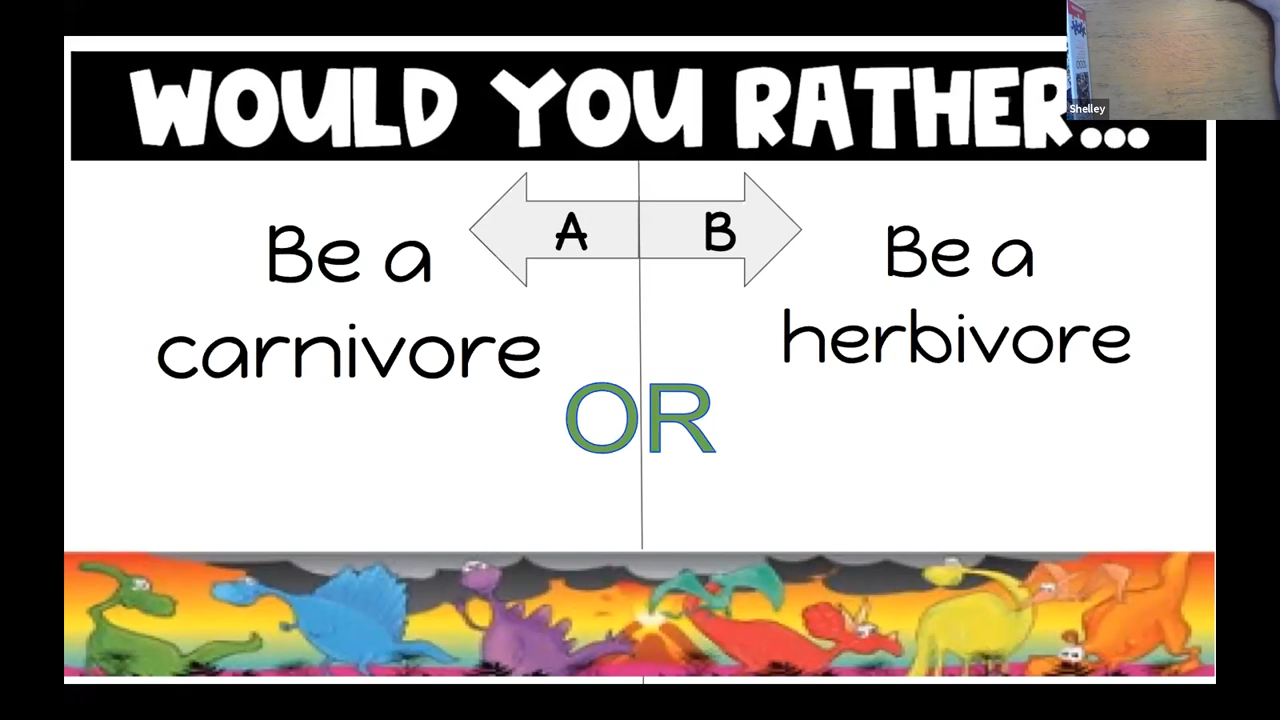 WOULD YOU RATHER...
Shelley
A
B
Be a
carnivore
Be a
herbivore
OR